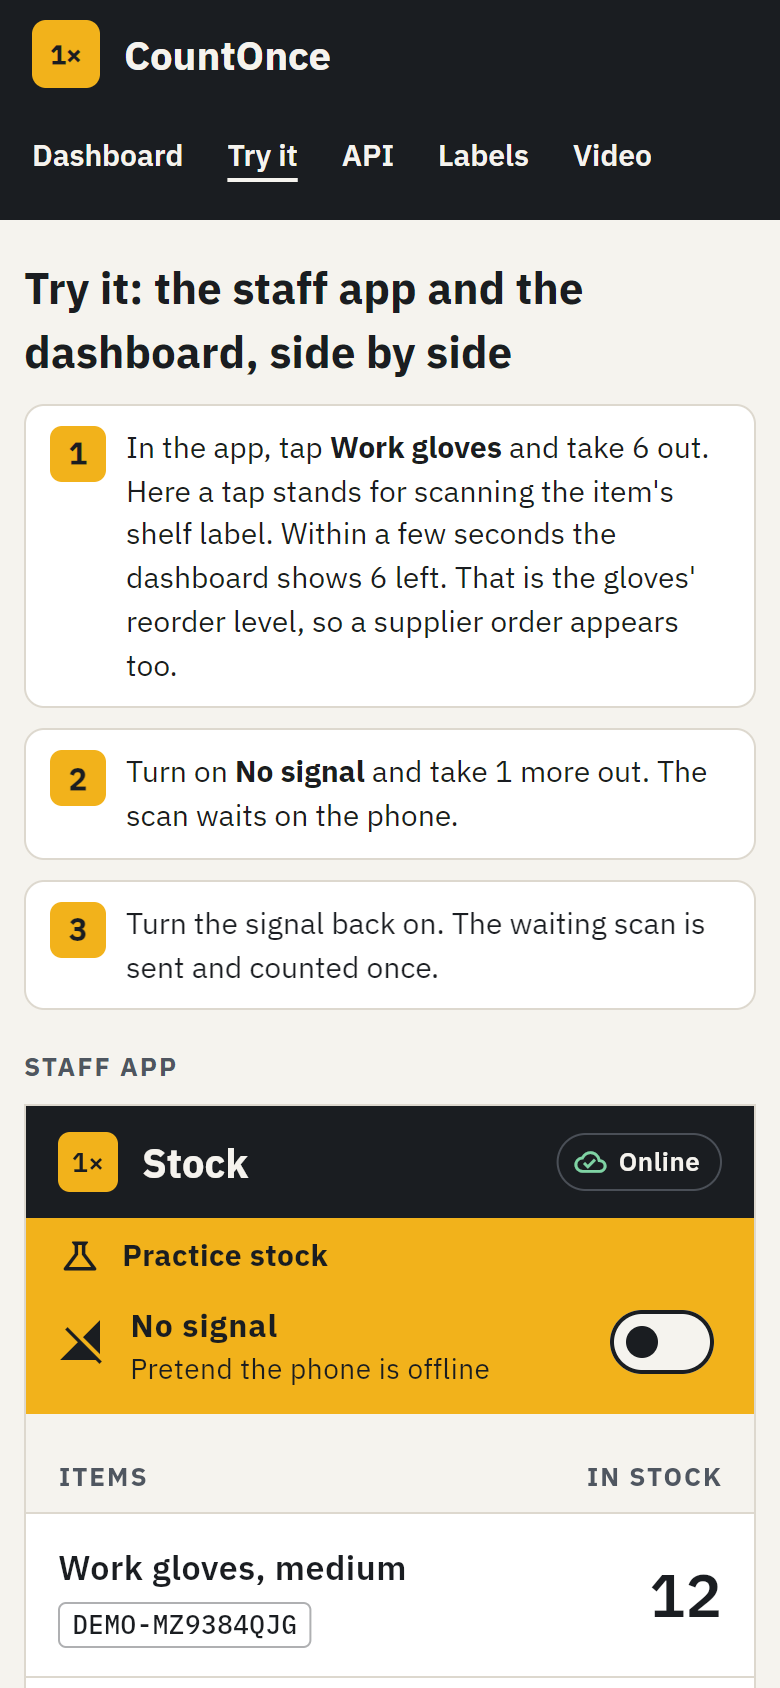 1×
CountOnce
Dashboard Try it API Labels Video
Try it: the staff app and the
dashboard, side by side
1
In the app, tap Work gloves and take 6 out.
Here a tap stands for scanning the item's
shelf label. Within a few seconds the
dashboard shows 6 left. That is the gloves'
reorder level, so a supplier order appears
too.
2
Turn on No signal and take 1 more out. The
scan waits on the phone.
3
Turn the signal back on. The waiting scan is
sent and counted once.
STAFF APP
1× Stock Online
Practice stock
No signal
Pretend the phone is offline
ITEMS IN STOCK
Work gloves, medium
12
DEMO-MZ9384QJG